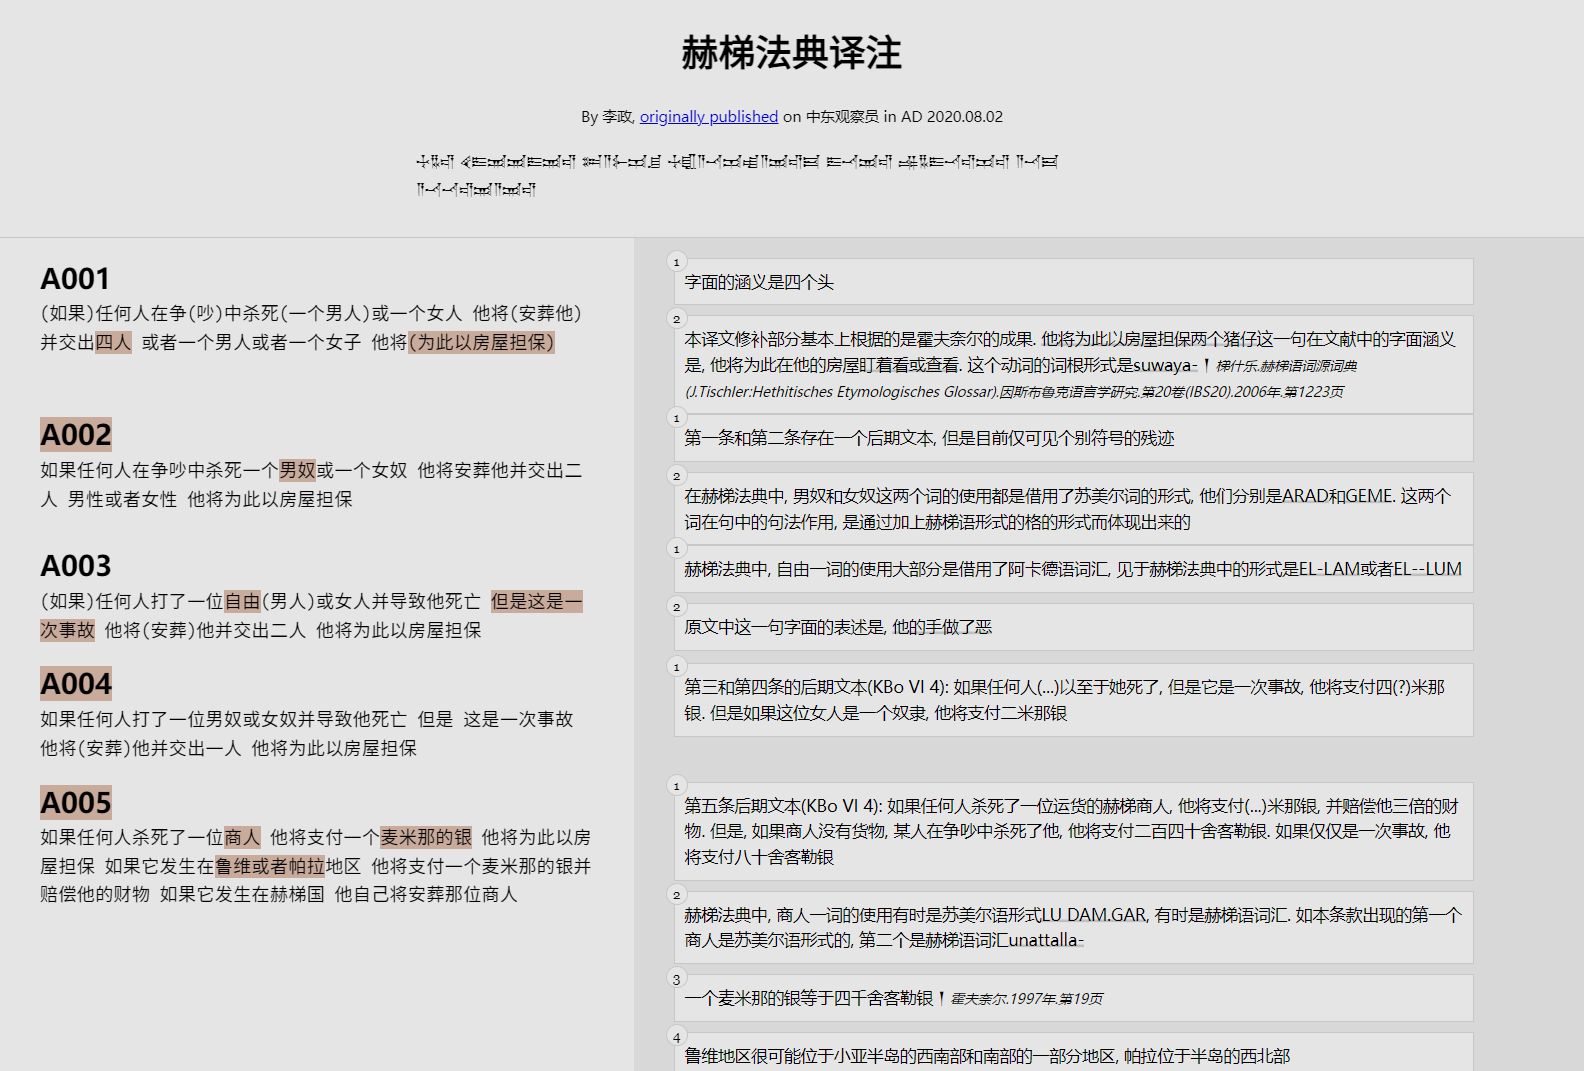 赫梯法典译注
By 李政, originally published on 中东观察员 in AD 2020.08.02
A001
(如果)任何人在争(吵)中杀死(一个男人)或一个女人 他将(安葬他)
并交出四人 或者一个男人或者一个女子 他将(为此以房屋担保)
A002
如果任何人在争吵中杀死一个男奴或一个女奴 他将安葬他并交出二
人 男性或者女性 他将为此以房屋担保
A003
(如果)任何人打了一位自由(男人)或女人并导致他死亡 但是这是一
次事故 他将(安葬)他并交出二人 他将为此以房屋担保
A004
如果任何人打了一位男奴或女奴并导致他死亡 但是 这是一次事故
他将(安葬)他并交出一人 他将为此以房屋担保
A005
如果任何人杀死了一位商人 他将支付一个麦米那的银 他将为此以房
屋担保 如果它发生在鲁维或者帕拉地区 他将支付一个麦米那的银并
赔偿他的财物 如果它发生在赫梯国 他自己将安葬那位商人
1
字面的涵义是四个头
2
本译文修补部分基本上根据的是霍夫奈尔的成果. 他将为此以房屋担保两个猪仔这一句在文献中的字面涵义
是, 他将为此在他的房屋盯着看或查看. 这个动词的词根形式是suwaya- 梯什乐.赫梯语词源词典
(J.Tischler:Hethitisches Etymologisches Glossar).因斯布鲁克语言学研究.第20卷(IBS20).2006年.第1223页
1
第一条和第二条存在一个后期文本, 但是目前仅可见个别符号的残迹
2
在赫梯法典中, 男奴和女奴这两个词的使用都是借用了苏美尔词的形式, 他们分别是ARAD和GEME. 这两个
词在句中的句法作用, 是通过加上赫梯语形式的格的形式而体现出来的
1
赫梯法典中, 自由一词的使用大部分是借用了阿卡德语词汇, 见于赫梯法典中的形式是EL-LAM或者EL--LUM
2
原文中这一句字面的表述是, 他的手做了恶
1
第三和第四条的后期文本(KBo VI 4): 如果任何人(...)以至于她死了, 但是它是一次事故, 他将支付四(?)米那
银. 但是如果这位女人是一个奴隶, 他将支付二米那银
1
第五条后期文本(KBo VI 4): 如果任何人杀死了一位运货的赫梯商人, 他将支付(...)米那银, 并赔偿他三倍的财
物. 但是, 如果商人没有货物, 某人在争吵中杀死了他, 他将支付二百四十舍客勒银. 如果仅仅是一次事故, 他
将支付八十舍客勒银
2
赫梯法典中, 商人一词的使用有时是苏美尔语形式LU DAM.GAR, 有时是赫梯语词汇. 如本条款出现的第一个
商人是苏美尔语形式的, 第二个是赫梯语词汇unattalla-
3
一个麦米那的银等于四千舍客勒银 霍夫奈尔.1997年.第19页
4
鲁维地区很可能位于小亚半岛的西南部和南部的一部分地区, 帕拉位于半岛的西北部